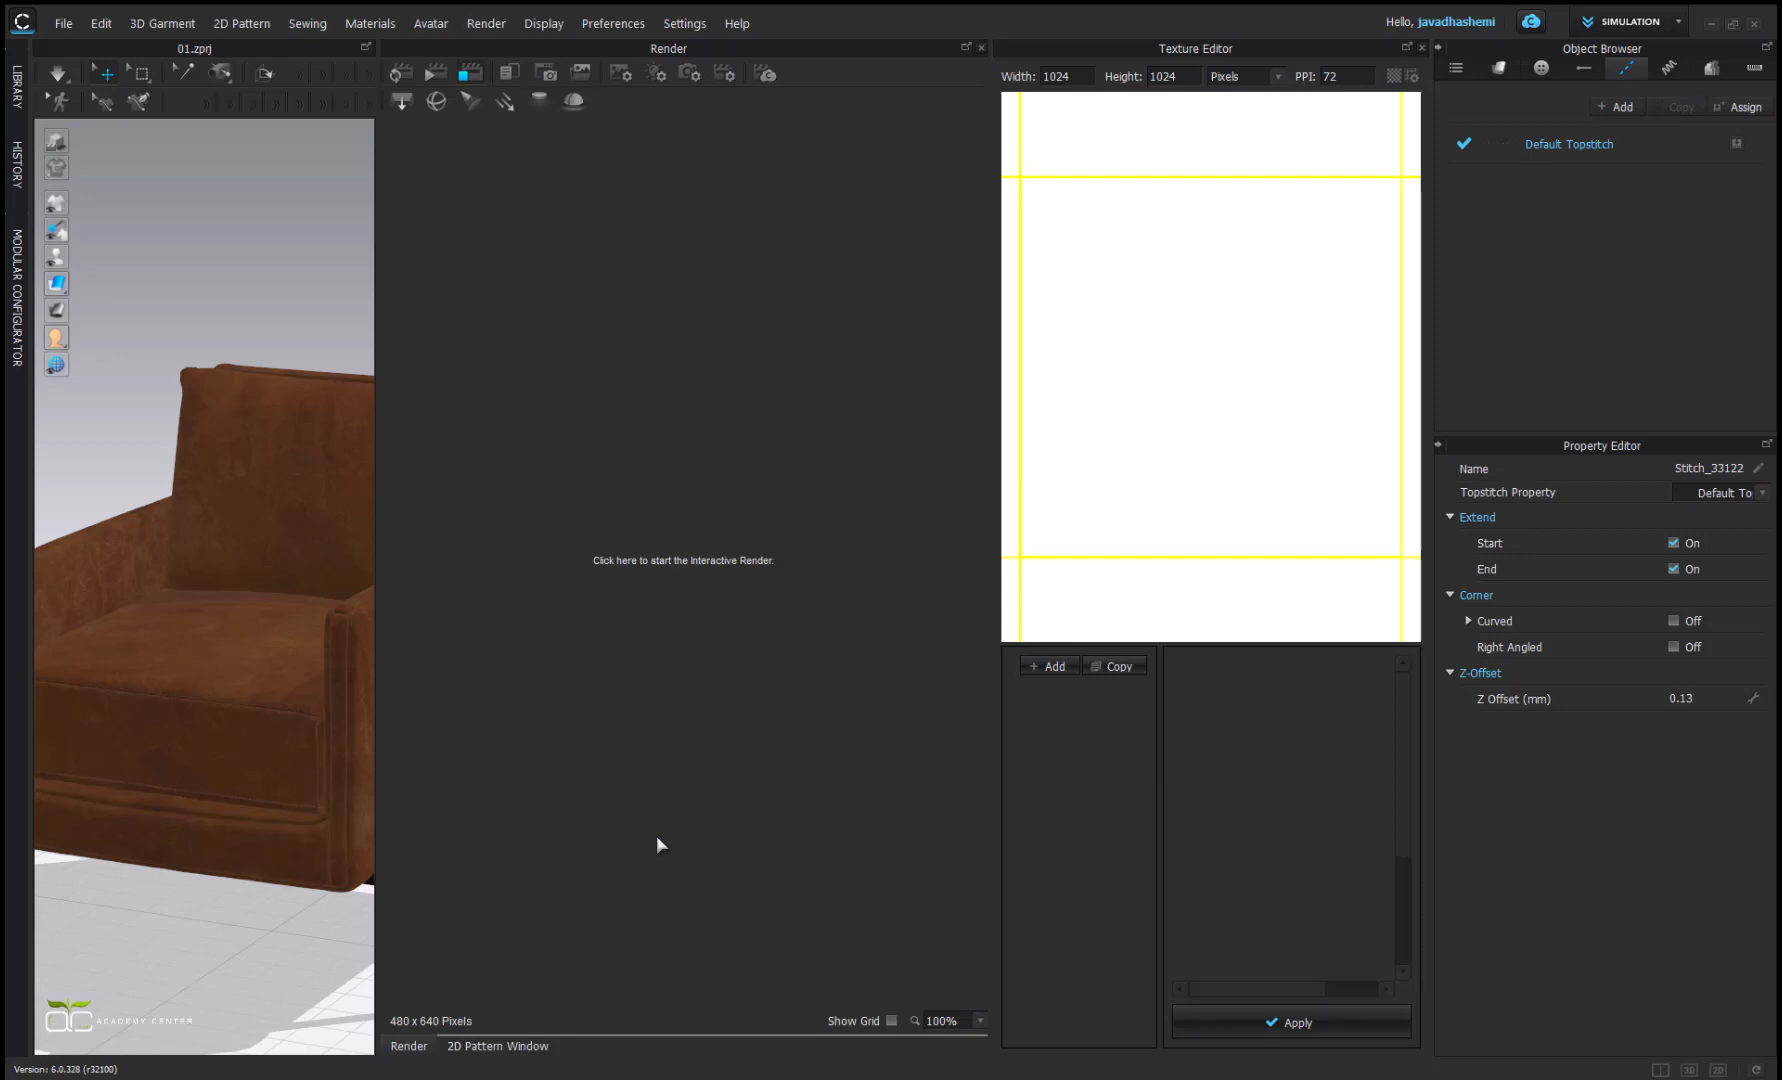 File Edit 3D Garment 2D Pattern Sewing Materials Avatar Render Display Preferences Settings Help
Hello, javadhashemi
SIMULATION
01.zprj
Render
Texture Editor
Object Browser
LIBRARY
HISTORY
MODULAR CONFIGURATOR
Width: 1024 Height: 1024 Pixels PPI: 72
+ Add Copy Assign
Default Topstitch
Click here to start the Interactive Render.
+ Add Copy
Apply
Property Editor
Name Stitch_33122
Topstitch Property Default To
Extend
Start On
End On
Corner
Curved Off
Right Angled Off
Z-Offset
Z Offset (mm) 0.13
ACADEMY CENTER
480 x 640 Pixels
Show Grid 100%
Render 2D Pattern Window
Version: 6.0.328 (r32100)
3D 2D